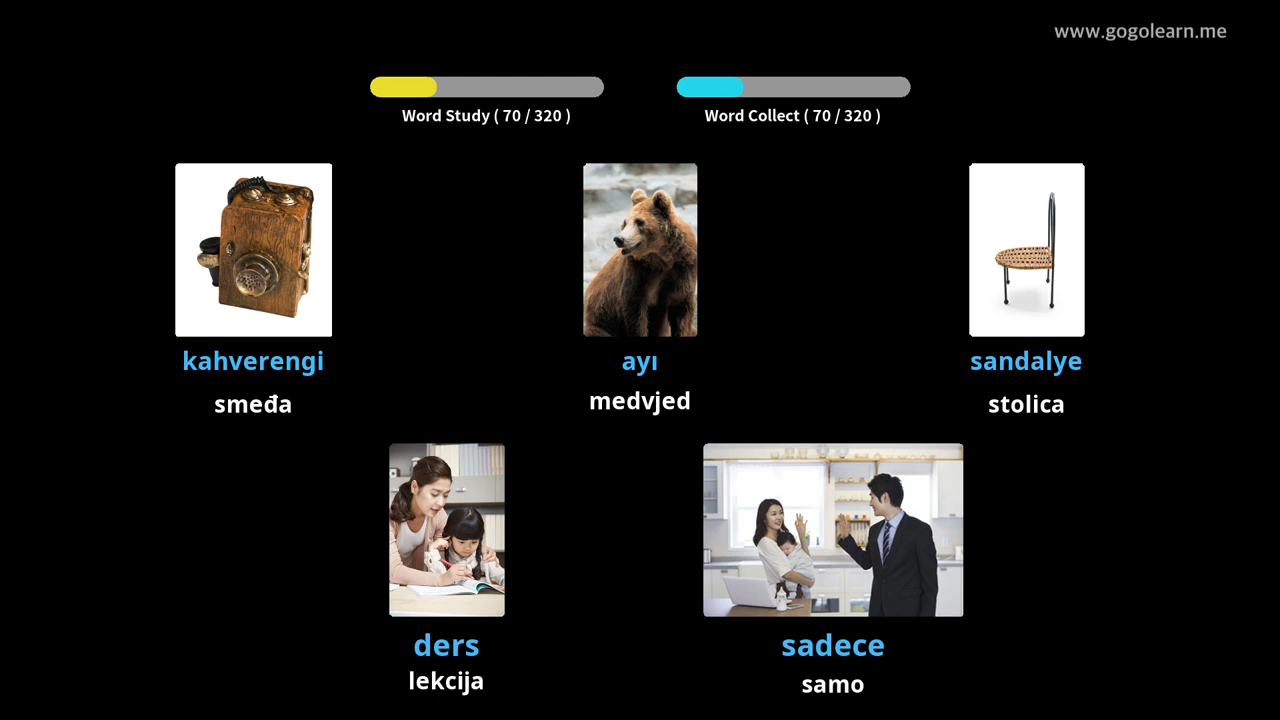 www.gogolearn.me
Word Study ( 70 / 320 )
Word Collect ( 70 / 320 )
kahverengi
smeđa
ayı
medvjed
sandalye
stolica
ders
lekcija
sadece
samo